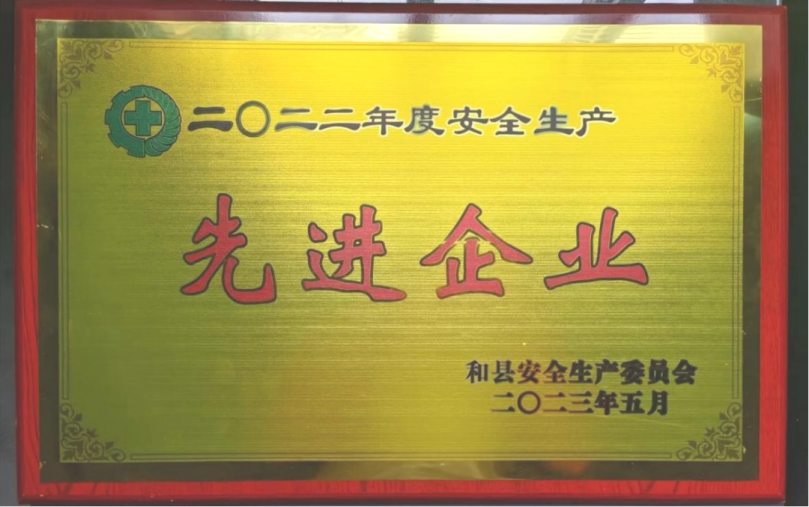 二〇二二年度安全生产
先进企业
和县安全生产委员会
二〇二三年五月